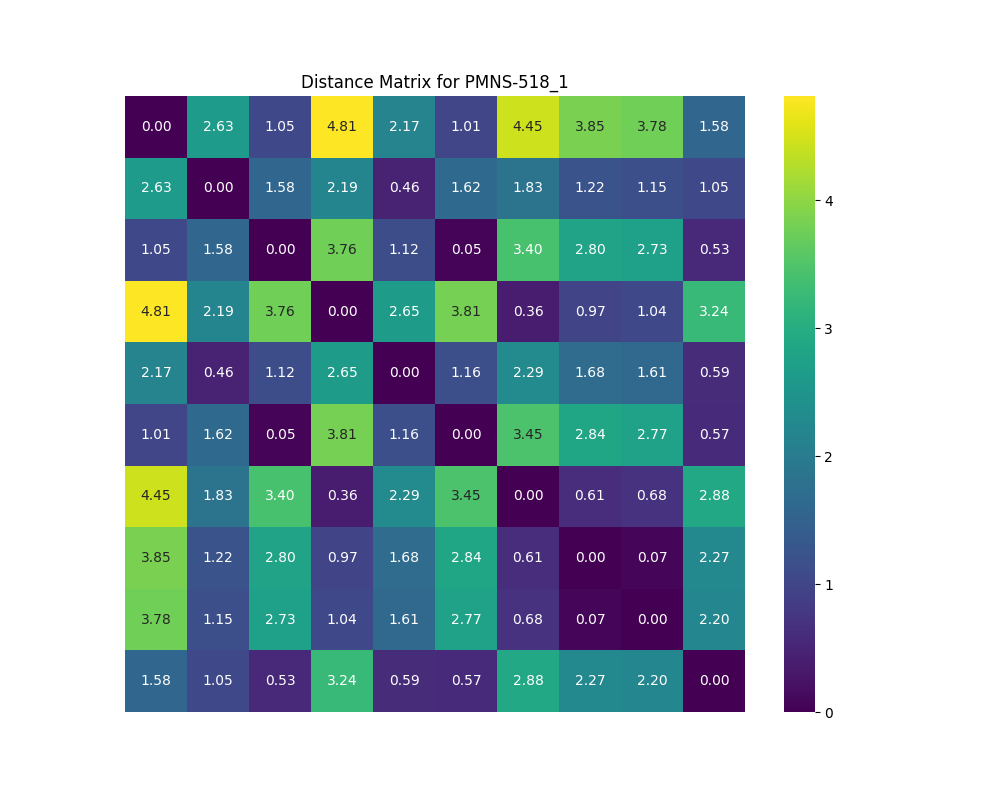 Distance Matrix for PMNS-518_1
0.00 2.63 1.05 4.81 2.17 1.01 4.45 3.85 3.78 1.58
2.63 0.00 1.58 2.19 0.46 1.62 1.83 1.22 1.15 1.05
1.05 1.58 0.00 3.76 1.12 0.05 3.40 2.80 2.73 0.53
4.81 2.19 3.76 0.00 2.65 3.81 0.36 0.97 1.04 3.24
2.17 0.46 1.12 2.65 0.00 1.16 2.29 1.68 1.61 0.59
1.01 1.62 0.05 3.81 1.16 0.00 3.45 2.84 2.77 0.57
4.45 1.83 3.40 0.36 2.29 3.45 0.00 0.61 0.68 2.88
3.85 1.22 2.80 0.97 1.68 2.84 0.61 0.00 0.07 2.27
3.78 1.15 2.73 1.04 1.61 2.77 0.68 0.07 0.00 2.20
1.58 1.05 0.53 3.24 0.59 0.57 2.88 2.27 2.20 0.00
4
3
2
1
0